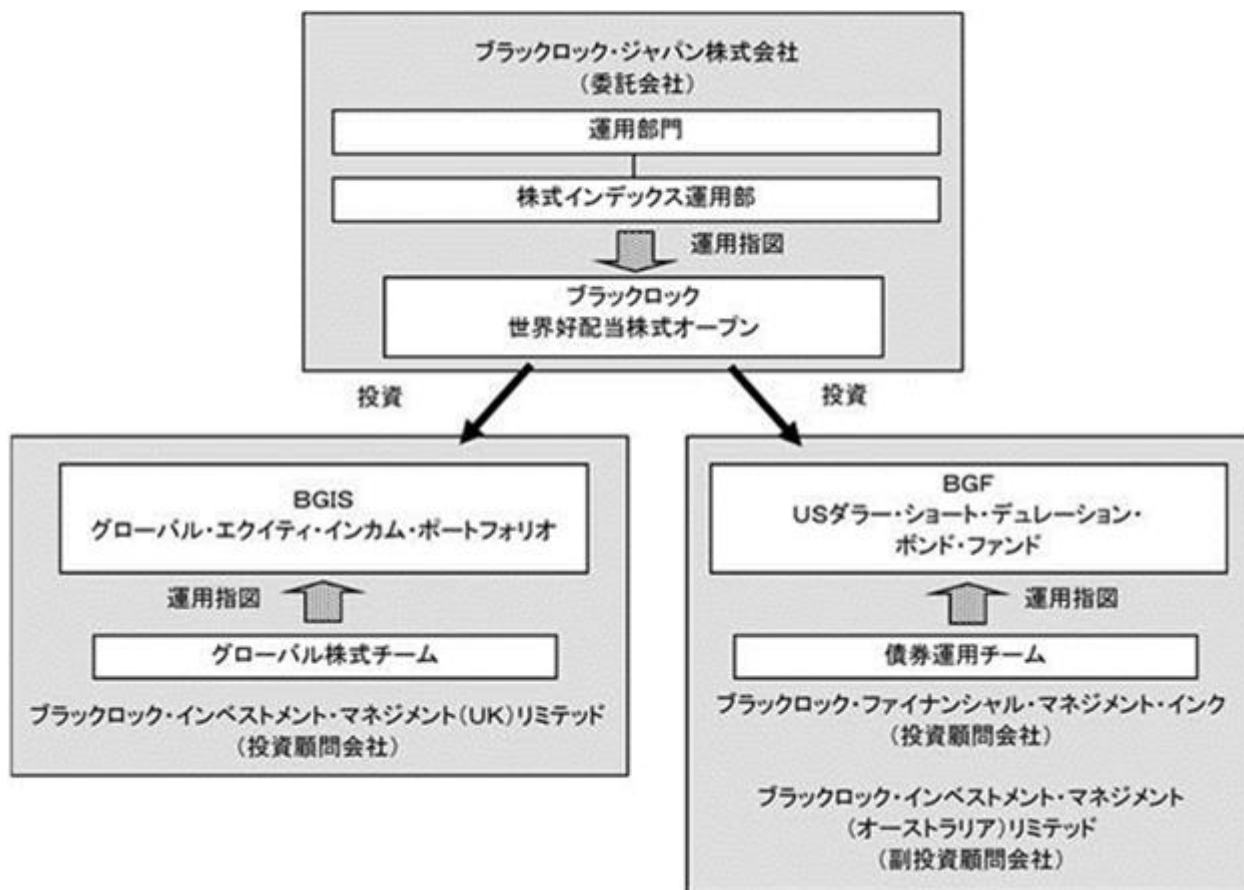 ブラックロック・ジャパン株式会社
(委託会社)
運用部門
株式インデックス運用部
運用指図
ブラックロック
世界好配当株式オープン
投資
投資
BGIS
グローバル・エクイティ・インカム・ポートフォリオ
運用指図
グローバル株式チーム
ブラックロック・インベストメント・マネジメント(UK)リミテッド
(投資顧問会社)
BGF
USダラー・ショート・デュレーション・
ボンド・ファンド
運用指図
債券運用チーム
ブラックロック・ファイナンシャル・マネジメント・インク
(投資顧問会社)
ブラックロック・インベストメント・マネジメント
(オーストラリア)リミテッド
(副投資顧問会社)